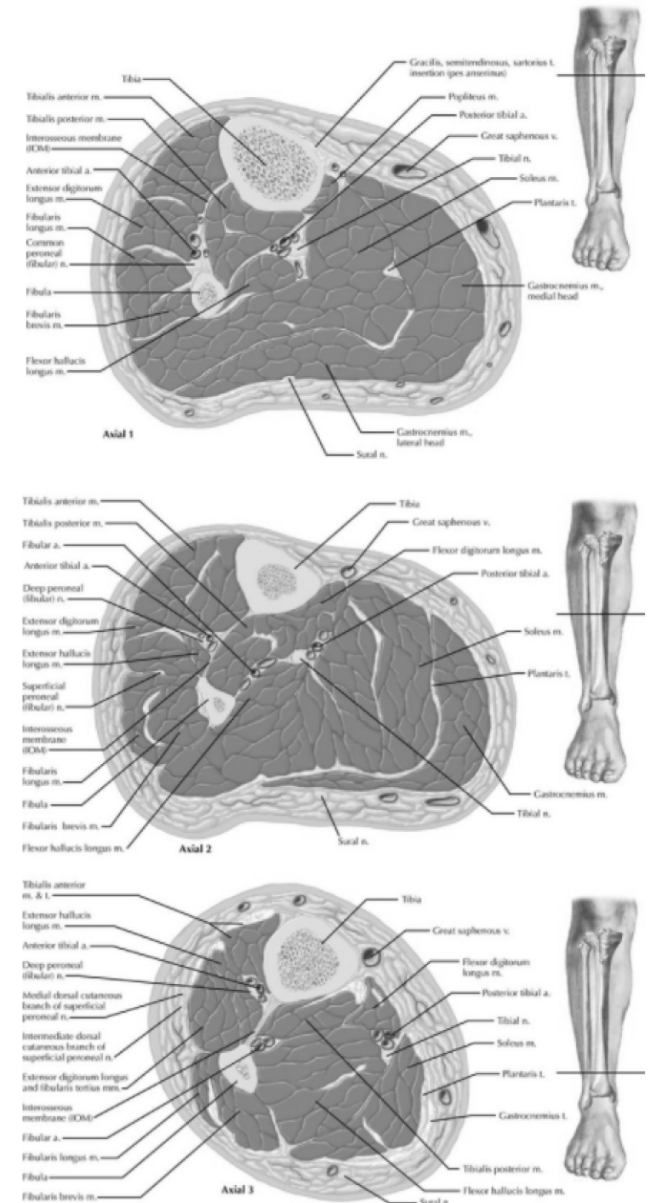 Tibia
Tibialis anterior m.
Tibialis posterior m.
Interosseous membrane
(IOM)
Anterior tibial a.
Extensor digitorum
longus m.
Fibularis
longus m.
Common
peroneal
(fibular) n.
Fibula
Fibularis
brevis m.
Flexor hallucis
longus m.
Gracilis, semitendinosus, sartorius t.
insertion (pes anserinus)
Popliteus m.
Posterior tibial a.
Great saphenous v.
Tibial n.
Soleus m.
Plantaris t.
Gastrocnemius m.,
medial head
Gastrocnemius m.,
lateral head
Sural n.
Axial 1
Tibialis anterior m.
Tibialis posterior m.
Fibular a.
Anterior tibial a.
Deep peroneal
(fibular) n.
Extensor digitorum
longus m.
Extensor hallucis
longus m.
Superficial
peroneal
(fibular) n.
Interosseous
membrane
(IOM)
Fibularis
longus m.
Fibula
Fibularis brevis m.
Flexor hallucis longus m.
Tibia
Great saphenous v.
Flexor digitorum longus m.
Posterior tibial a.
Soleus m.
Plantaris t.
Gastrocnemius m.
Tibial n.
Sural n.
Axial 2
Tibialis anterior
m. & t.
Extensor hallucis
longus m.
Anterior tibial a.
Deep peroneal
(fibular) n.
Medial dorsal cutaneous
branch of superficial
peroneal n.
Intermediate dorsal
cutaneous branch of
superficial peroneal n.
Extensor digitorum longus
and fibularis tertius mm.
Interosseous
membrane (IOM)
Fibular a.
Fibularis longus m.
Fibula
Fibularis brevis m.
Tibia
Great saphenous v.
Flexor digitorum
longus m.
Posterior tibial a.
Tibial n.
Soleus m.
Plantaris t.
Gastrocnemius t.
Tibialis posterior m.
Flexor hallucis longus m.
Sural n.
Axial 3